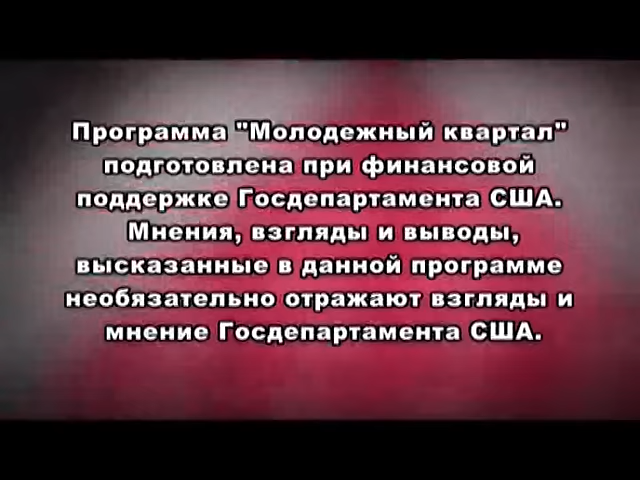 Программа "Молодежный квартал"
подготовлена при финансовой
поддержке Госдепартамента США.
Мнения, взгляды и выводы,
высказанные в данной программе
необязательно отражают взгляды и
мнение Госдепартамента США.